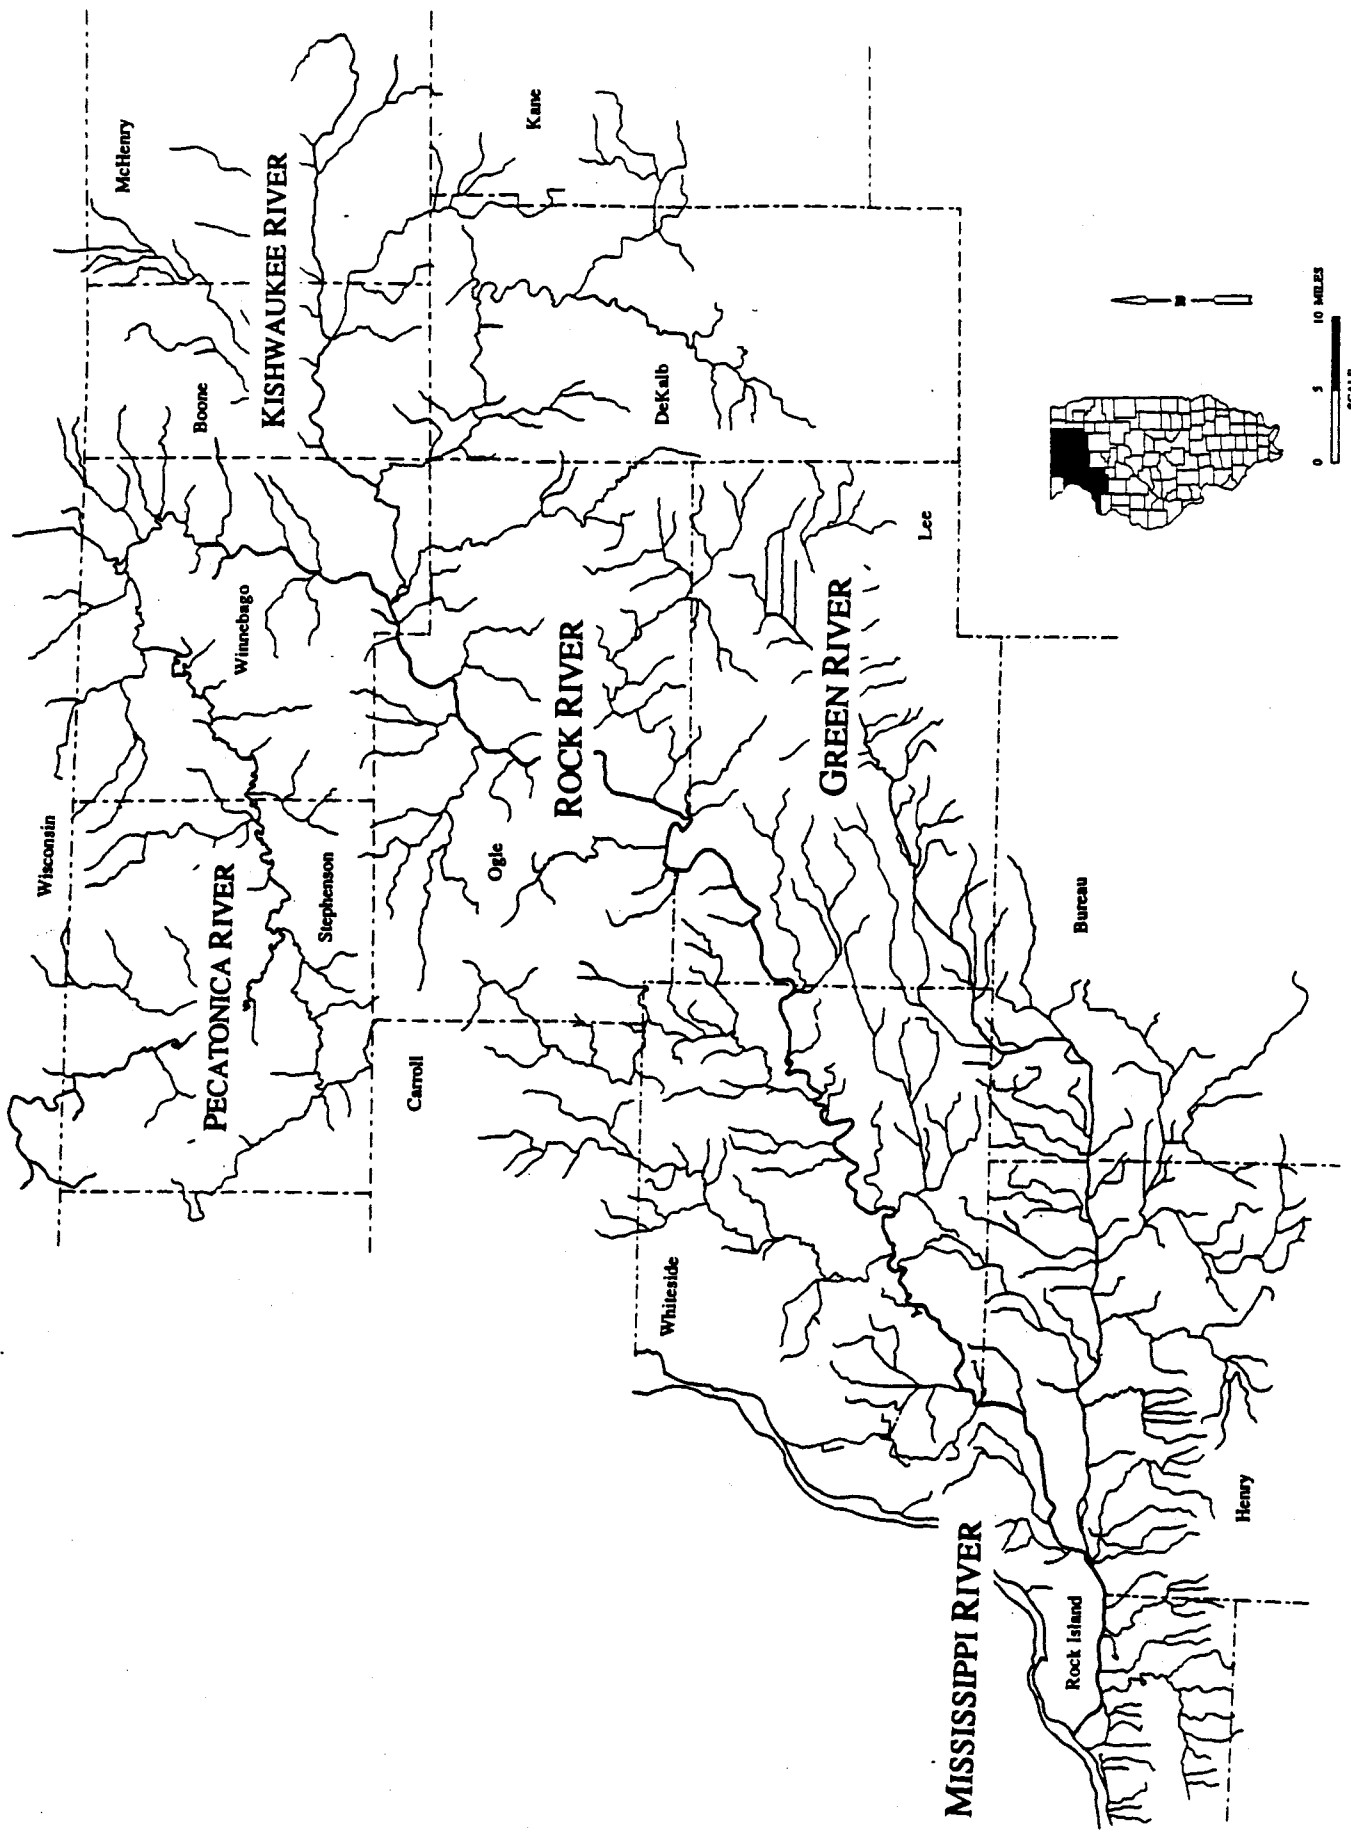 Wisconsin
McHenry
Boone
Winnebago
Stephenson
KISHWAUKEE RIVER
PECATONICA RIVER
Kane
DeKalb
Ogle
Carroll
ROCK RIVER
Lee
GREEN RIVER
Whiteside
Bureau
Henry
MISSISSIPPI RIVER
Rock Island
N
0 5 10 MILES
SCALE